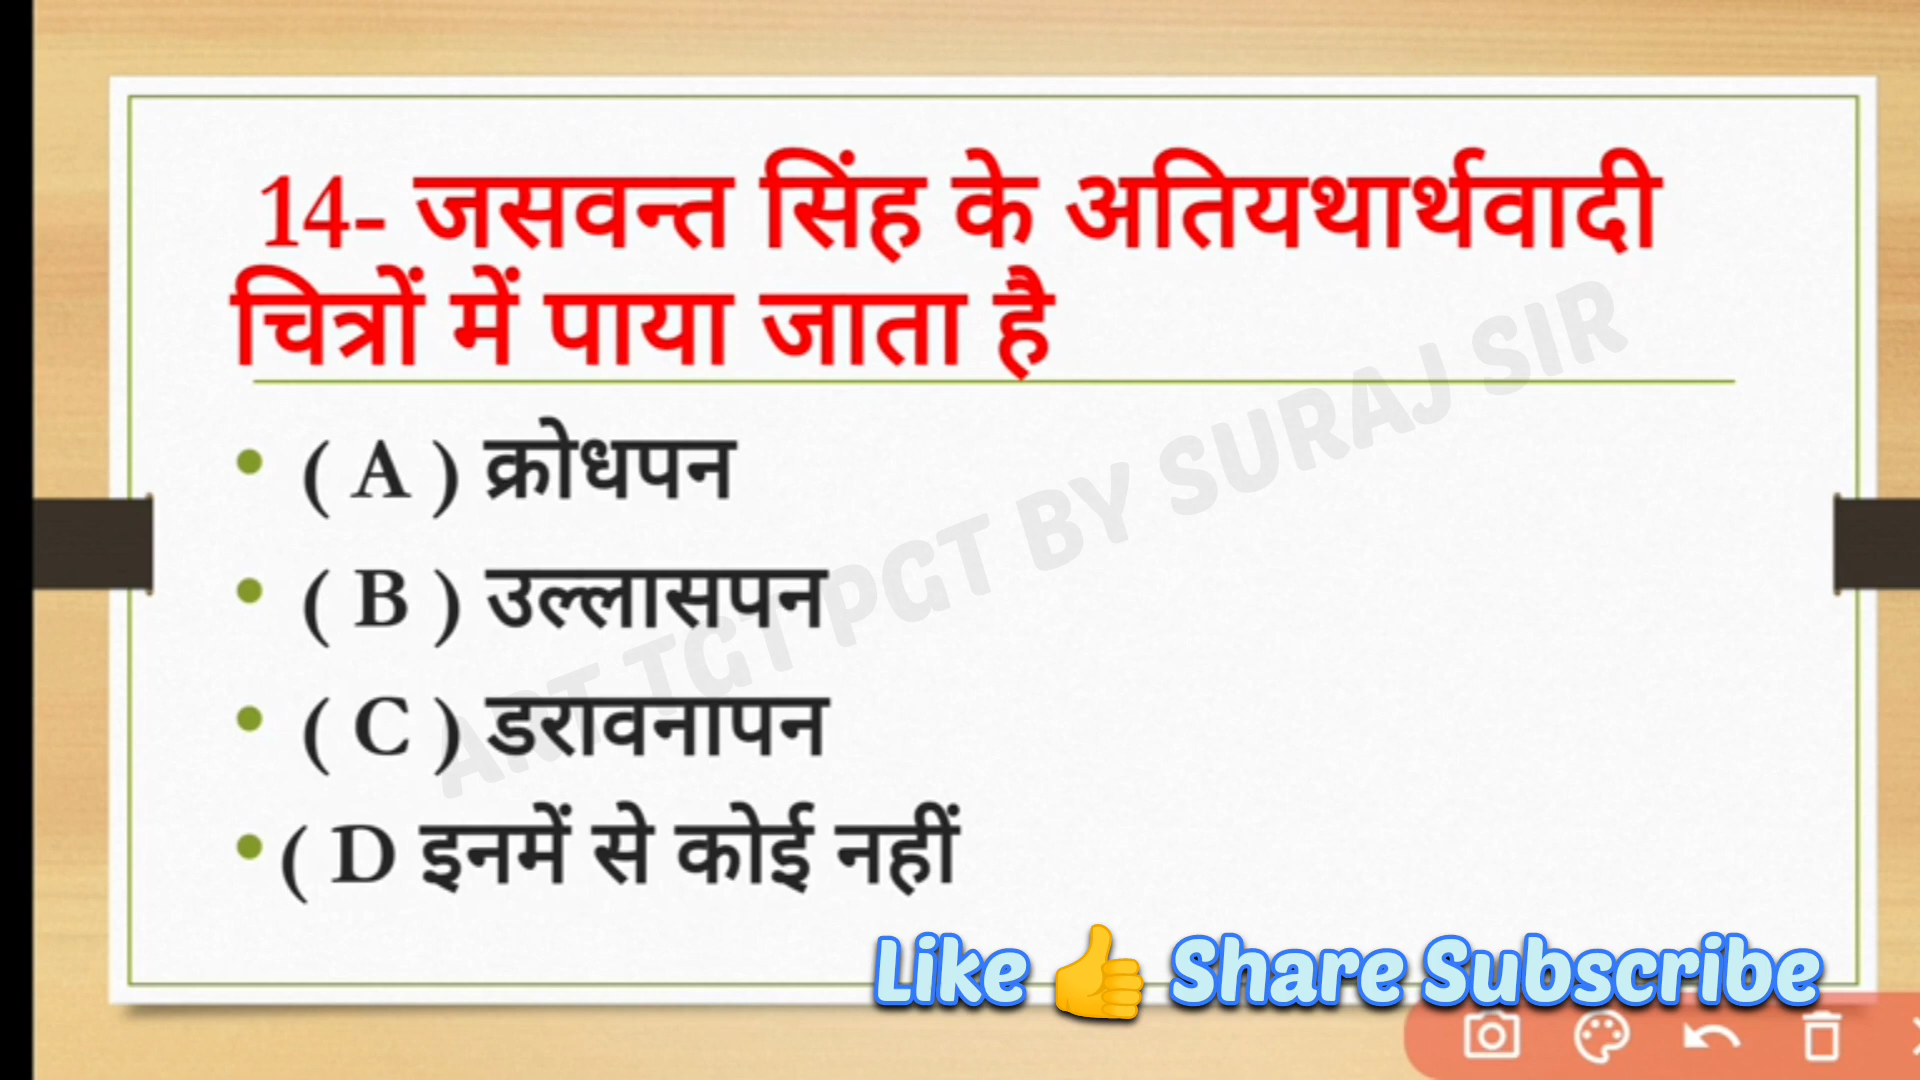 14- जसवन्त सिंह के अतियथार्थवादी
चित्रों में पाया जाता है
( A ) क्रोधपन
( B ) उल्लासपन
( C ) डरावनापन
( D इनमें से कोई नहीं
ART TGT PGT BY SURAJ SIR
Like 👍 Share Subscribe